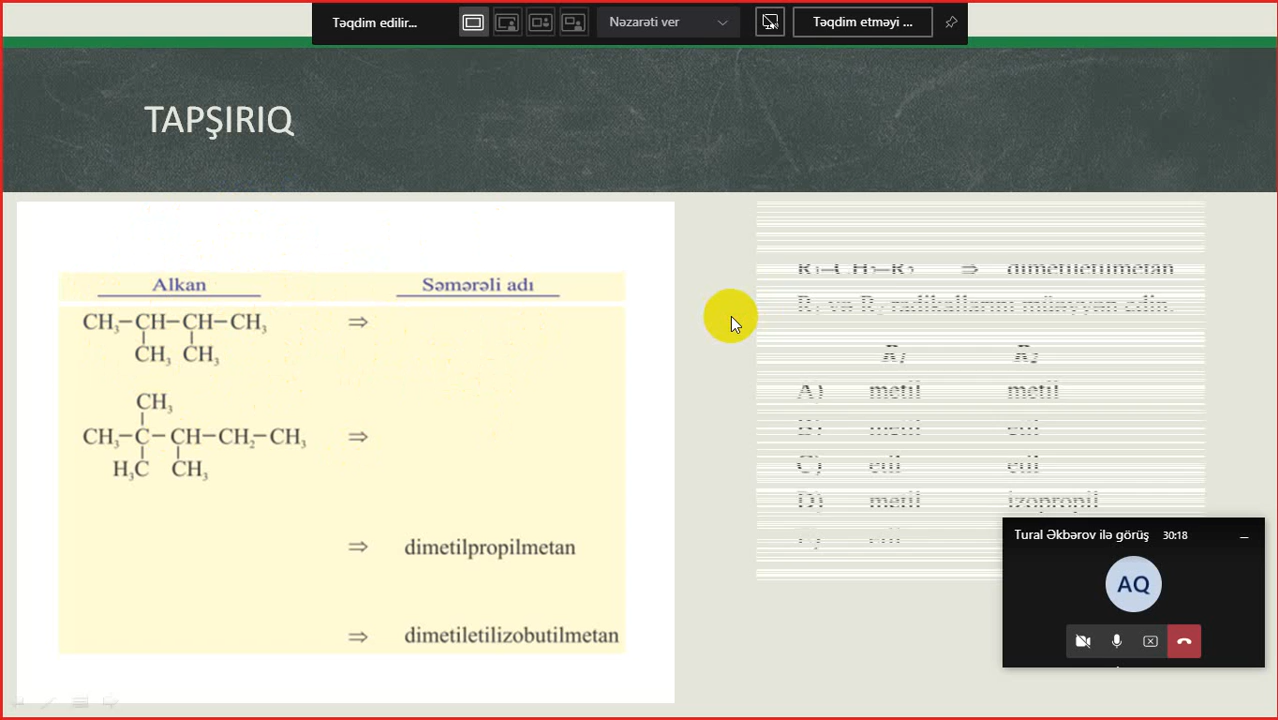 Təqdim edilir...
Nəzarəti ver
Təqdim etməyi ...
TAPŞIRIQ
Alkan Səmərəli adı
CH₃–CH–CH–CH₃ ⇒
CH₃ CH₃
CH₃
CH₃–C–CH–CH₂–CH₃ ⇒
H₃C CH₃
⇒ dimetilpropilmetan
⇒ dimetiletilizobutilmetan
R₁–CH₂–R₂ ⇒ dimetiletilmetan
R₁ və R₂ radikallarını müəyyən edin.
R₁ R₂
A) metil metil
B) metil etil
C) etil etil
D) metil izopropil
Tural Əkbərov ilə görüş 30:18
AQ